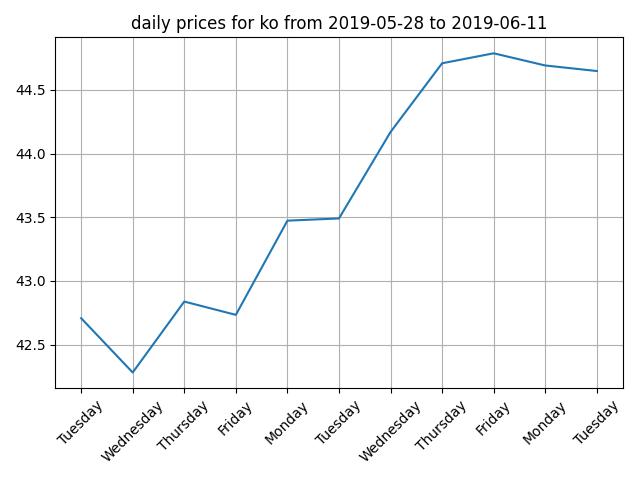 daily prices for ko from 2019-05-28 to 2019-06-11
44.5
44.0
43.5
43.0
42.5
Tuesday
Wednesday
Thursday
Friday
Monday
Tuesday
Wednesday
Thursday
Friday
Monday
Tuesday